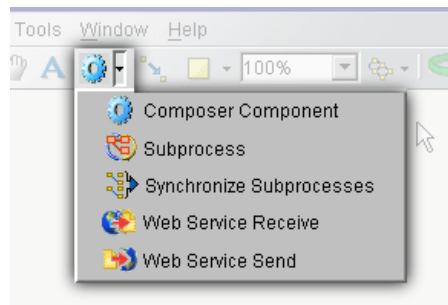 Tools Window Help
A 100%
Composer Component
Subprocess
Synchronize Subprocesses
Web Service Receive
Web Service Send